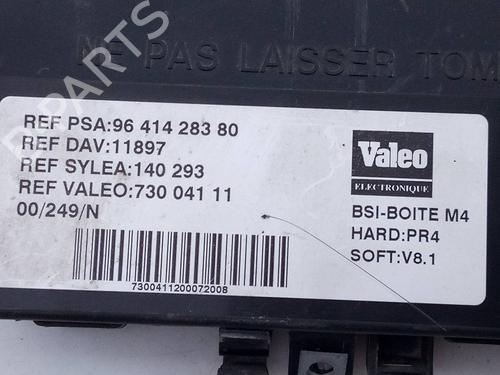 NE PAS LAISSER TOM
REF PSA:96 414 283 80
REF DAV:11897
REF SYLEA:140 293
REF VALEO:730 041 11
00/249/N
7300411200072008
Valeo
ELECTRONIQUE
BSI-BOITE M4
HARD:PR4
SOFT:V8.1